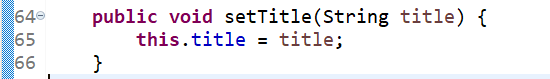 64 public void setTitle(String title) {
65 this.title = title;
66 }